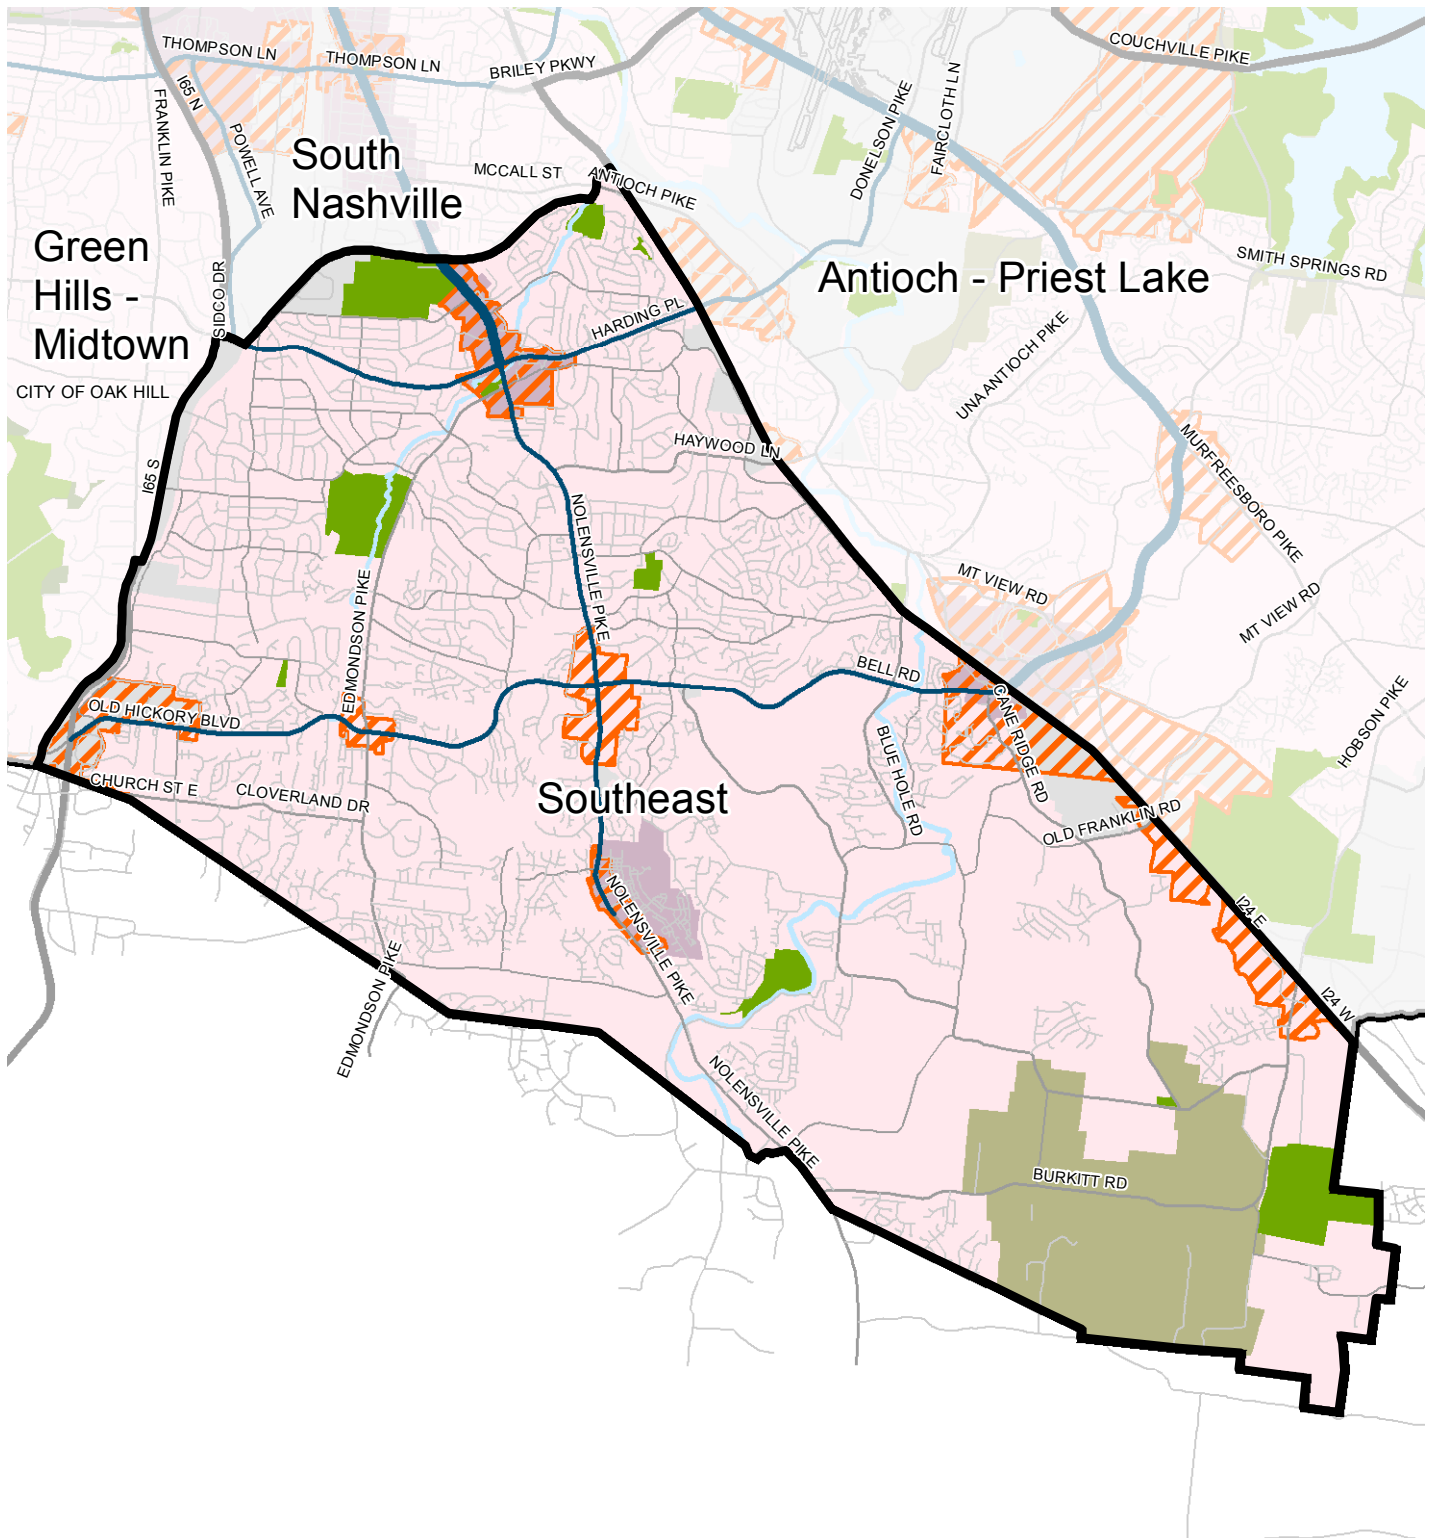 COUCHVILLE PIKE
THOMPSON LN
THOMPSON LN
BRILEY PKWY
I65 N
FRANKLIN PIKE
POWELL AVE
DONELSON PIKE
FAIRCLOTH LN
South
Nashville
MCCALL ST
ANTIOCH PIKE
Green
Hills -
Midtown
SIDCO DR
Antioch - Priest Lake
SMITH SPRINGS RD
HARDING PL
UNA ANTIOCH PIKE
CITY OF OAK HILL
HAYWOOD LN
MURFREESBORO PIKE
I65 S
NOLENSVILLE PIKE
MT VIEW RD
MT VIEW RD
EDMONDSON PIKE
BELL RD
CANE RIDGE RD
HOBSON PIKE
OLD HICKORY BLVD
BLUE HOLE RD
CHURCH ST E
CLOVERLAND DR
Southeast
OLD FRANKLIN RD
NOLENSVILLE PIKE
I24 E
EDMONDSON PIKE
I24 W
NOLENSVILLE PIKE
BURKITT RD